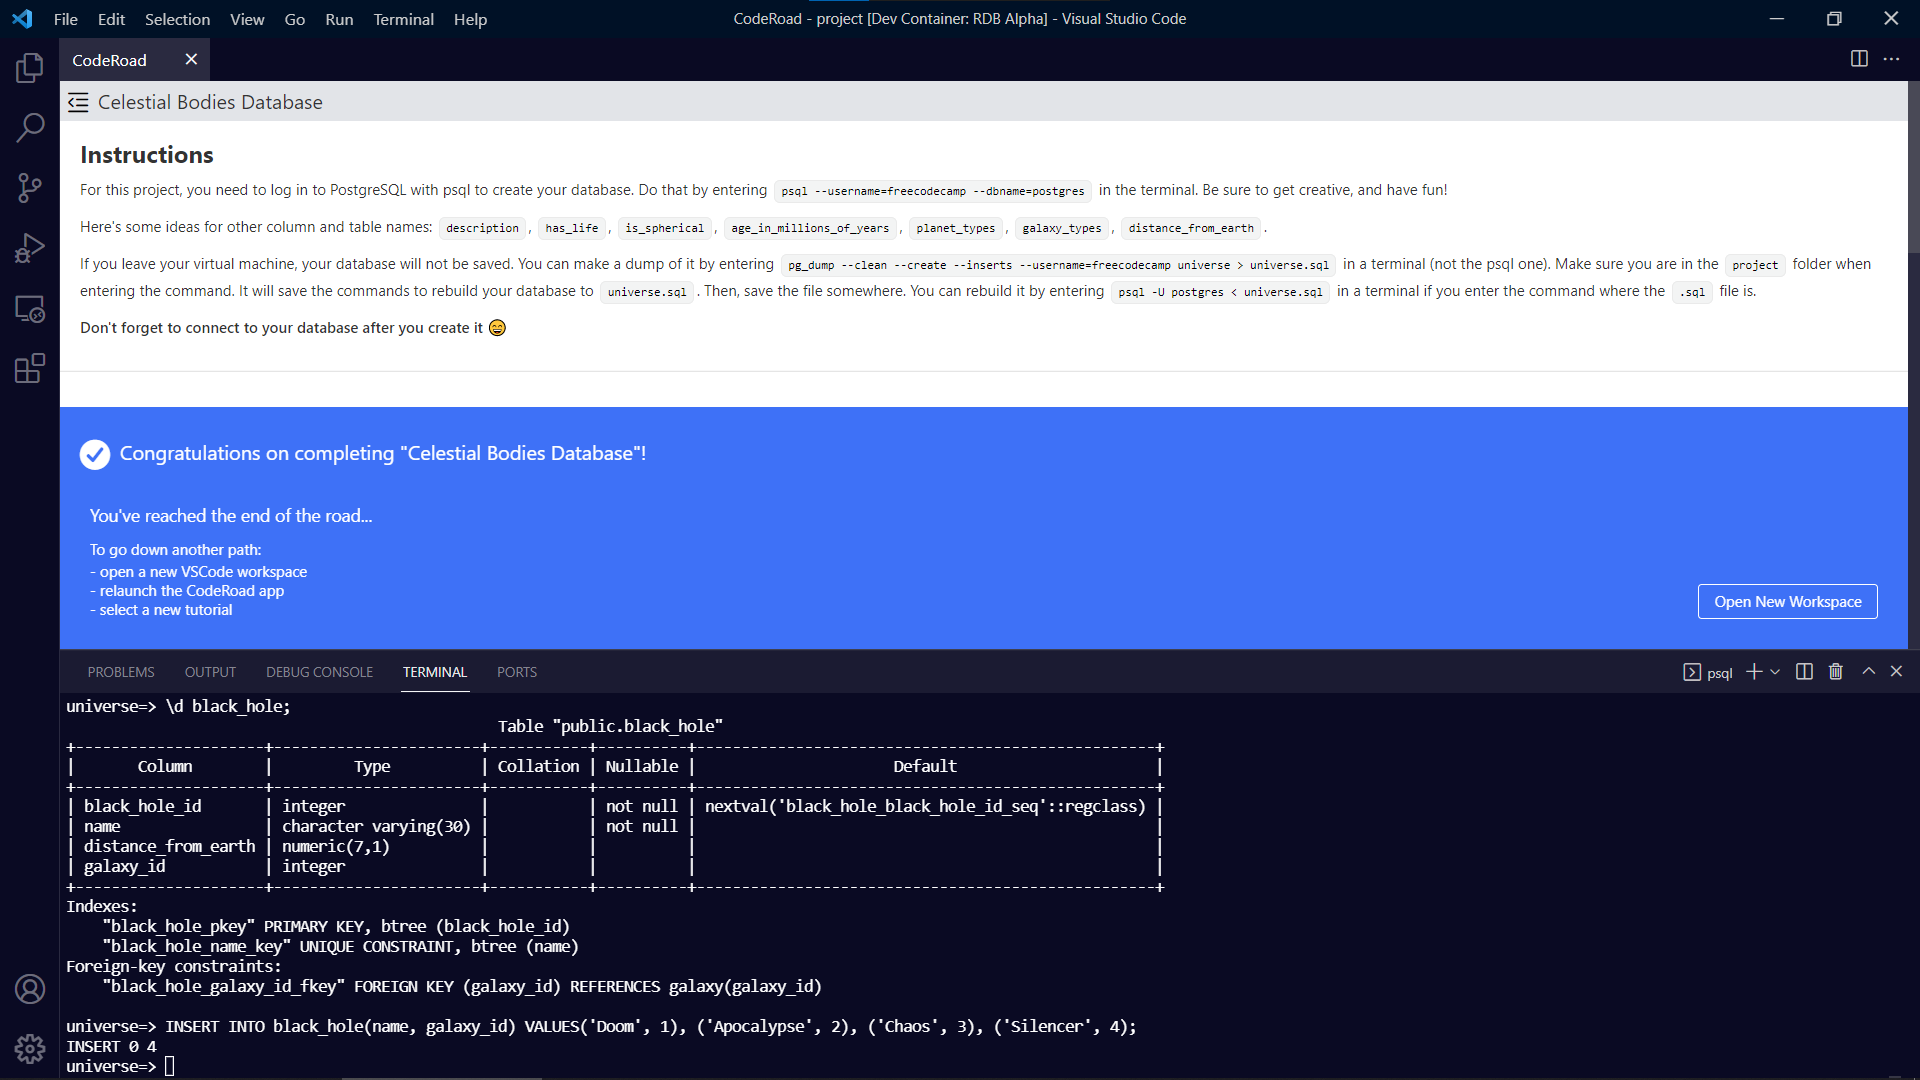 File Edit Selection View Go Run Terminal Help
CodeRoad - project [Dev Container: RDB Alpha] - Visual Studio Code
CodeRoad
Celestial Bodies Database
Instructions
For this project, you need to log in to PostgreSQL with psql to create your database. Do that by entering psql --username=freecodecamp --dbname=postgres in the terminal. Be sure to get creative, and have fun!
Here's some ideas for other column and table names: description , has_life , is_spherical , age_in_millions_of_years , planet_types , galaxy_types , distance_from_earth .
If you leave your virtual machine, your database will not be saved. You can make a dump of it by entering pg_dump --clean --create --inserts --username=freecodecamp universe > universe.sql in a terminal (not the psql one). Make sure you are in the project folder when
entering the command. It will save the commands to rebuild your database to universe.sql . Then, save the file somewhere. You can rebuild it by entering psql -U postgres < universe.sql in a terminal if you enter the command where the .sql file is.
Don't forget to connect to your database after you create it 😄
Congratulations on completing "Celestial Bodies Database"!
You've reached the end of the road...
To go down another path:
- open a new VSCode workspace
- relaunch the CodeRoad app
- select a new tutorial
Open New Workspace
PROBLEMS OUTPUT DEBUG CONSOLE TERMINAL PORTS
psql
universe=> \d black_hole;
Table "public.black_hole"
+---------------------+-----------------------+-----------+----------+---------------------------------------------------+
| Column | Type | Collation | Nullable | Default |
+---------------------+-----------------------+-----------+----------+---------------------------------------------------+
| black_hole_id | integer | | not null | nextval('black_hole_black_hole_id_seq'::regclass) |
| name | character varying(30) | | not null | |
| distance_from_earth | numeric(7,1) | | | |
| galaxy_id | integer | | | |
+---------------------+-----------------------+-----------+----------+---------------------------------------------------+
Indexes:
"black_hole_pkey" PRIMARY KEY, btree (black_hole_id)
"black_hole_name_key" UNIQUE CONSTRAINT, btree (name)
Foreign-key constraints:
"black_hole_galaxy_id_fkey" FOREIGN KEY (galaxy_id) REFERENCES galaxy(galaxy_id)
universe=> INSERT INTO black_hole(name, galaxy_id) VALUES('Doom', 1), ('Apocalypse', 2), ('Chaos', 3), ('Silencer', 4);
INSERT 0 4
universe=>